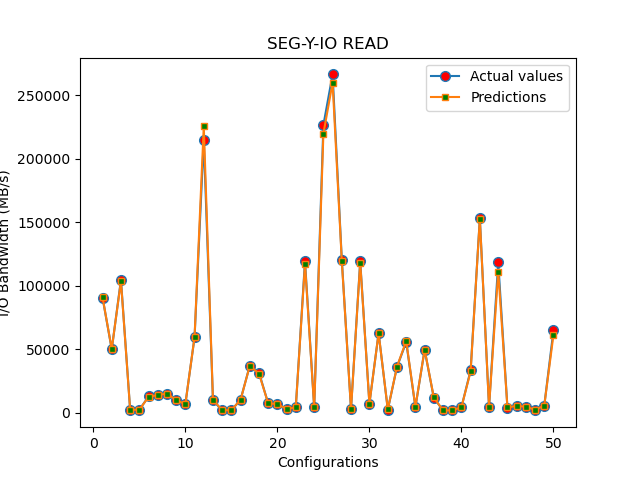 SEG-Y-IO READ
I/O Bandwidth (MB/s)
250000
200000
150000
100000
50000
0
Actual values
Predictions
0 10 20 30 40 50
Configurations